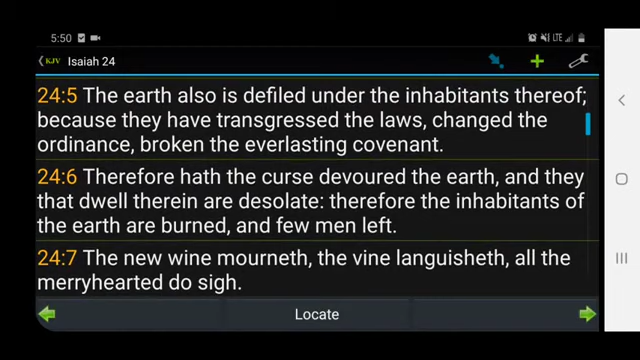 5:50 LTE
KJV Isaiah 24
24:5 The earth also is defiled under the inhabitants thereof;
because they have transgressed the laws, changed the
ordinance, broken the everlasting covenant.
24:6 Therefore hath the curse devoured the earth, and they
that dwell therein are desolate: therefore the inhabitants of
the earth are burned, and few men left.
24:7 The new wine mourneth, the vine languisheth, all the
merryhearted do sigh.
Locate